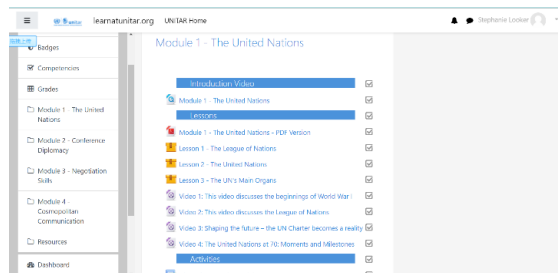 unitar
learnatunitar.org
UNITAR Home
Stephenie Looker
Badges
Competencies
Grades
Module 1 - The United
Nations
Module 2 - Conference
Diplomacy
Module 3 - Negotiation
Skills
Module 4 -
Cosmopolitan
Communication
Resources
Dashboard
Module 1 - The United Nations
Introduction Video
Module 1 - The United Nations
Lessons
Module 1 - The United Nations - PDF Version
Lesson 1 - The League of Nations
Lesson 2 - The United Nations
Lesson 3 - The UN's Main Organs
Video 1: This video discusses the beginnings of World War I
Video 2: This video discusses the League of Nations
Video 3: Shaping the future – the UN Charter becomes a reality
Video 4: The United Nations at 70: Moments and Milestones
Activities